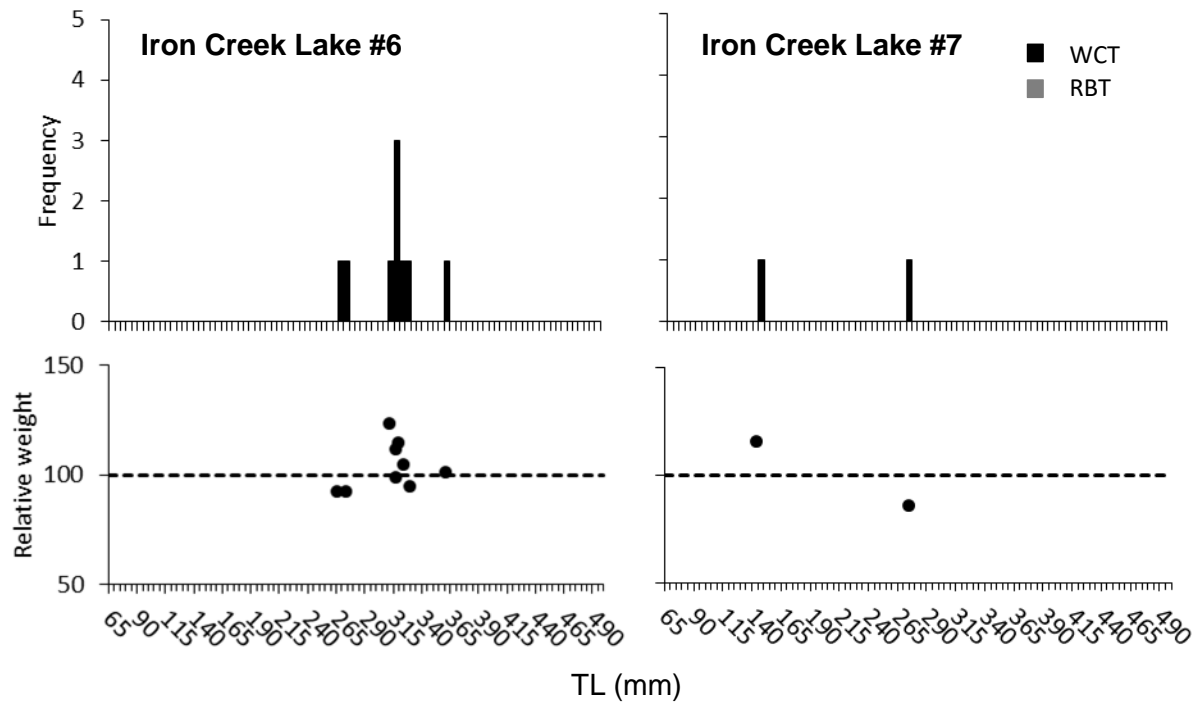 Iron Creek Lake #6
Iron Creek Lake #7
WCT
RBT
Frequency
5
4
3
2
1
0
Relative weight
150
100
50
65 90 115 140 165 190 215 240 265 290 315 340 365 390 415 440 465 490
65 90 115 140 165 190 215 240 265 290 315 340 365 390 415 440 465 490
TL (mm)